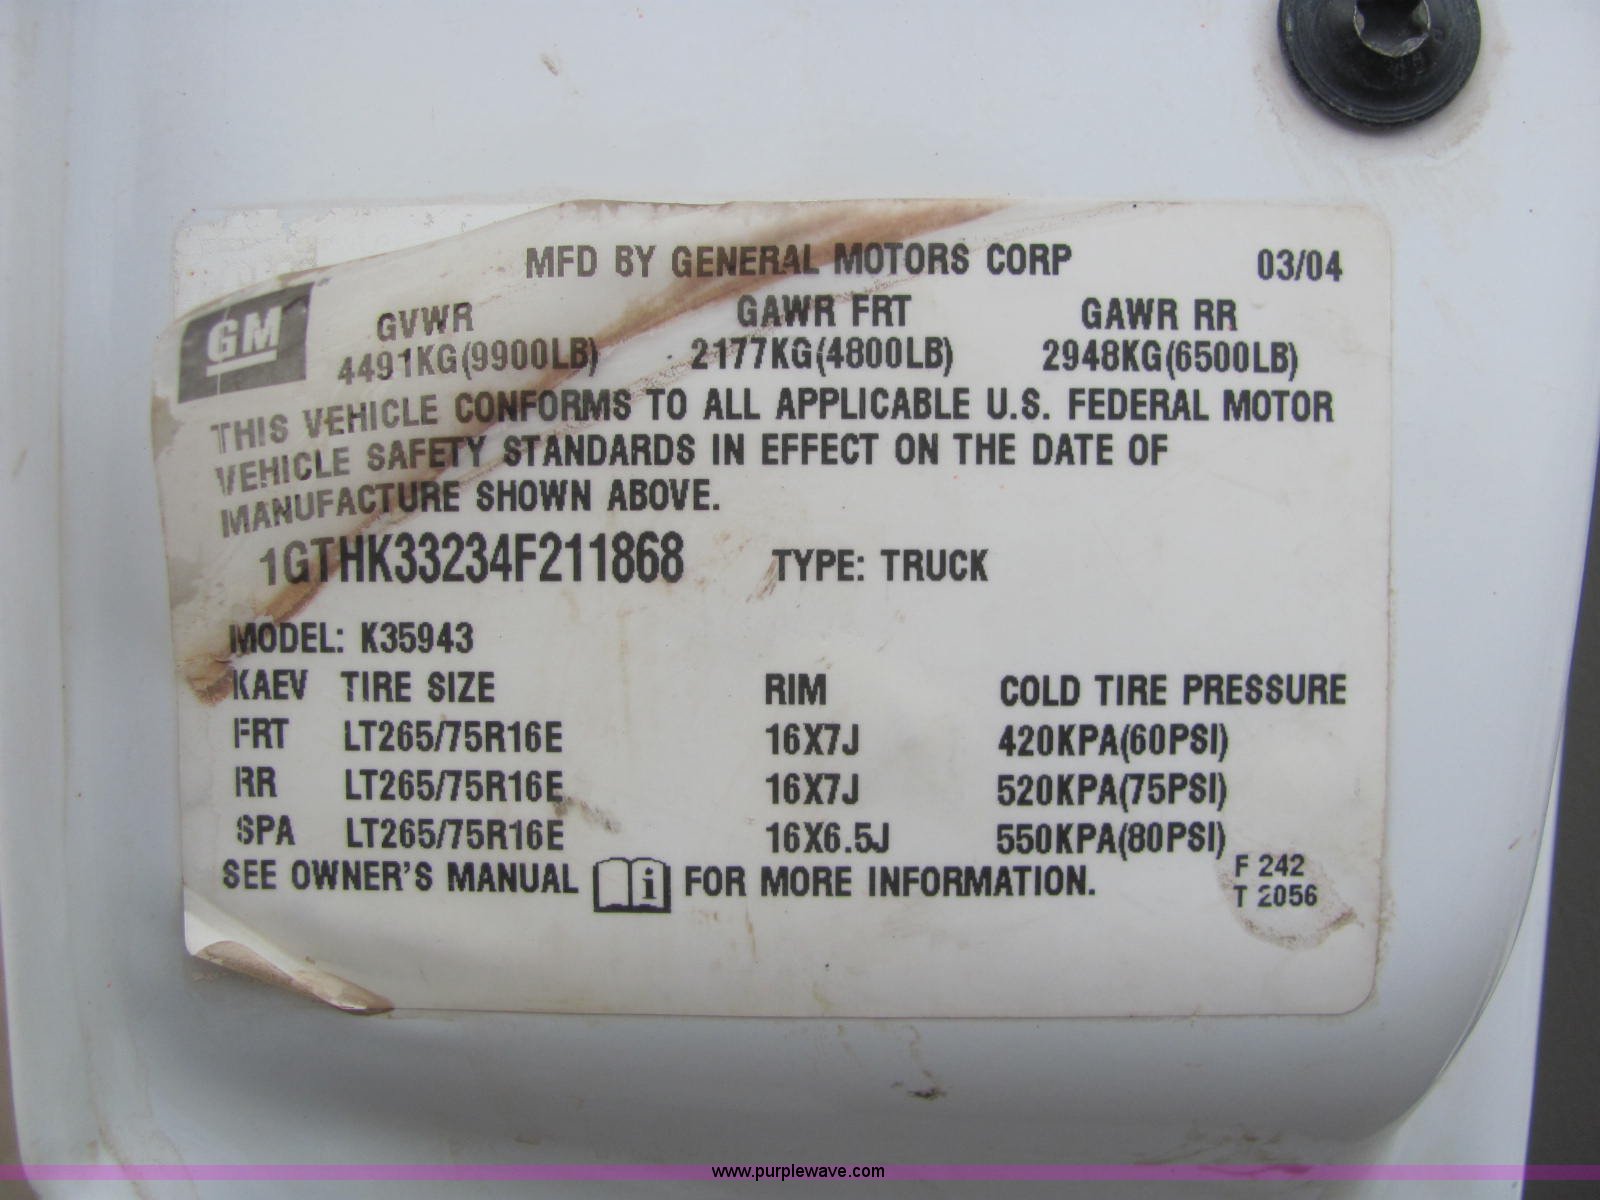 MFD BY GENERAL MOTORS CORP 03/04
GM
GVWR GAWR FRT GAWR RR
4491KG(9900LB) 2177KG(4800LB) 2948KG(6500LB)
THIS VEHICLE CONFORMS TO ALL APPLICABLE U.S. FEDERAL MOTOR
VEHICLE SAFETY STANDARDS IN EFFECT ON THE DATE OF
MANUFACTURE SHOWN ABOVE.
1GTHK33234F211868 TYPE: TRUCK
MODEL: K35943
KAEV TIRE SIZE RIM COLD TIRE PRESSURE
FRT LT265/75R16E 16X7J 420KPA(60PSI)
RR LT265/75R16E 16X7J 520KPA(75PSI)
SPA LT265/75R16E 16X6.5J 550KPA(80PSI)
SEE OWNER'S MANUAL i FOR MORE INFORMATION.
F 242
T 2056
www.purplewave.com